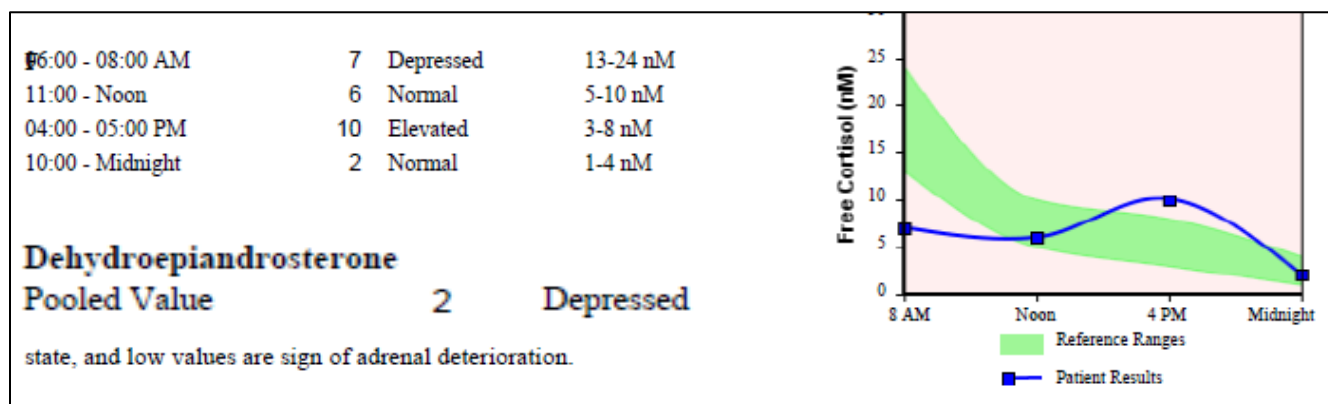 06:00 - 08:00 AM 7 Depressed 13-24 nM
11:00 - Noon 6 Normal 5-10 nM
04:00 - 05:00 PM 10 Elevated 3-8 nM
10:00 - Midnight 2 Normal 1-4 nM
Dehydroepiandrosterone
Pooled Value 2 Depressed
state, and low values are sign of adrenal deterioration.
Free Cortisol (nM)
25
20
15
10
5
0
8 AM Noon 4 PM Midnight
Reference Ranges
Patient Results